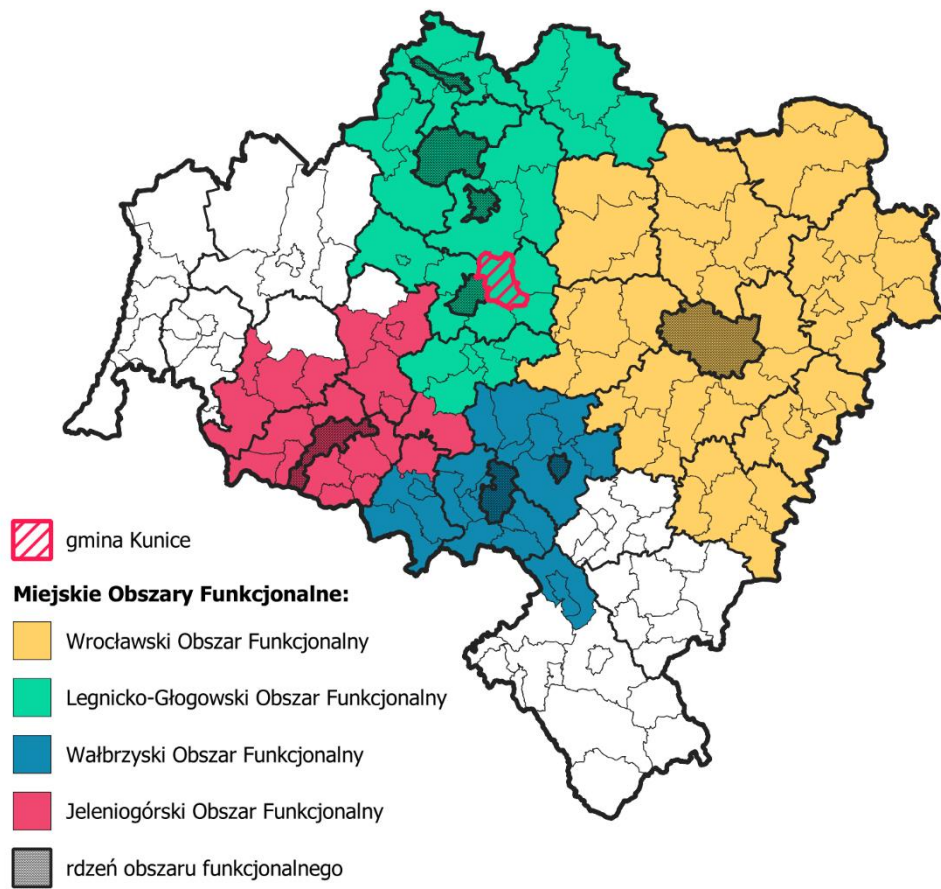 gmina Kunice
Miejskie Obszary Funkcjonalne:
Wrocławski Obszar Funkcjonalny
Legnicko-Głogowski Obszar Funkcjonalny
Wałbrzyski Obszar Funkcjonalny
Jeleniogórski Obszar Funkcjonalny
rdzeń obszaru funkcjonalnego